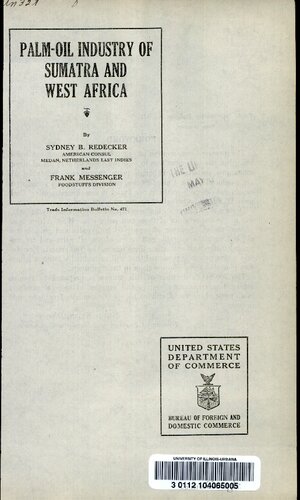 PALM-OIL INDUSTRY OF
SUMATRA AND
WEST AFRICA
By
SYDNEY B. REDECKER
AMERICAN CONSUL
MEDAN, NETHERLANDS EAST INDIES
and
FRANK MESSENGER
FOODSTUFFS DIVISION
Trade Information Bulletin No. 471
THE
MAY
UNITED STATES
DEPARTMENT
OF COMMERCE
BUREAU OF FOREIGN AND
DOMESTIC COMMERCE
UNIVERSITY OF ILLINOIS-URBANA
3 0112 104065005